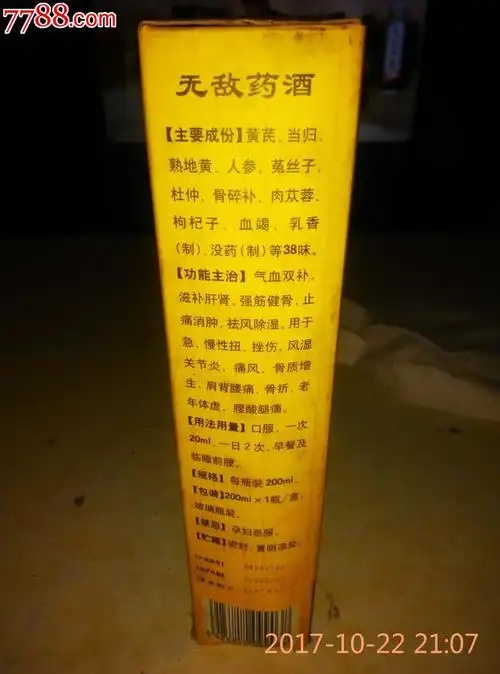 7788.com
无敌药酒
【主要成份】黄芪、当归、
熟地黄、人参、菟丝子、
杜仲、骨碎补、肉苁蓉、
枸杞子、血竭、乳香
(制)、没药(制)等38味。
【功能主治】气血双补、
滋补肝肾、强筋健骨、止
痛消肿、祛风除湿。用于
急、慢性扭、挫伤、风湿
关节炎、痛风、骨质增
生、肩背腰痛、骨折、老
年体虚、腰酸腿痛。
【用法用量】口服，一次
20ml，一日2次，早餐及
临睡前服。
【规格】每瓶装200ml。
【包装】200ml×1瓶/盒，
玻璃瓶装。
【禁忌】孕妇忌服。
【贮藏】密封，置阴凉处。
2017-10-22 21:07